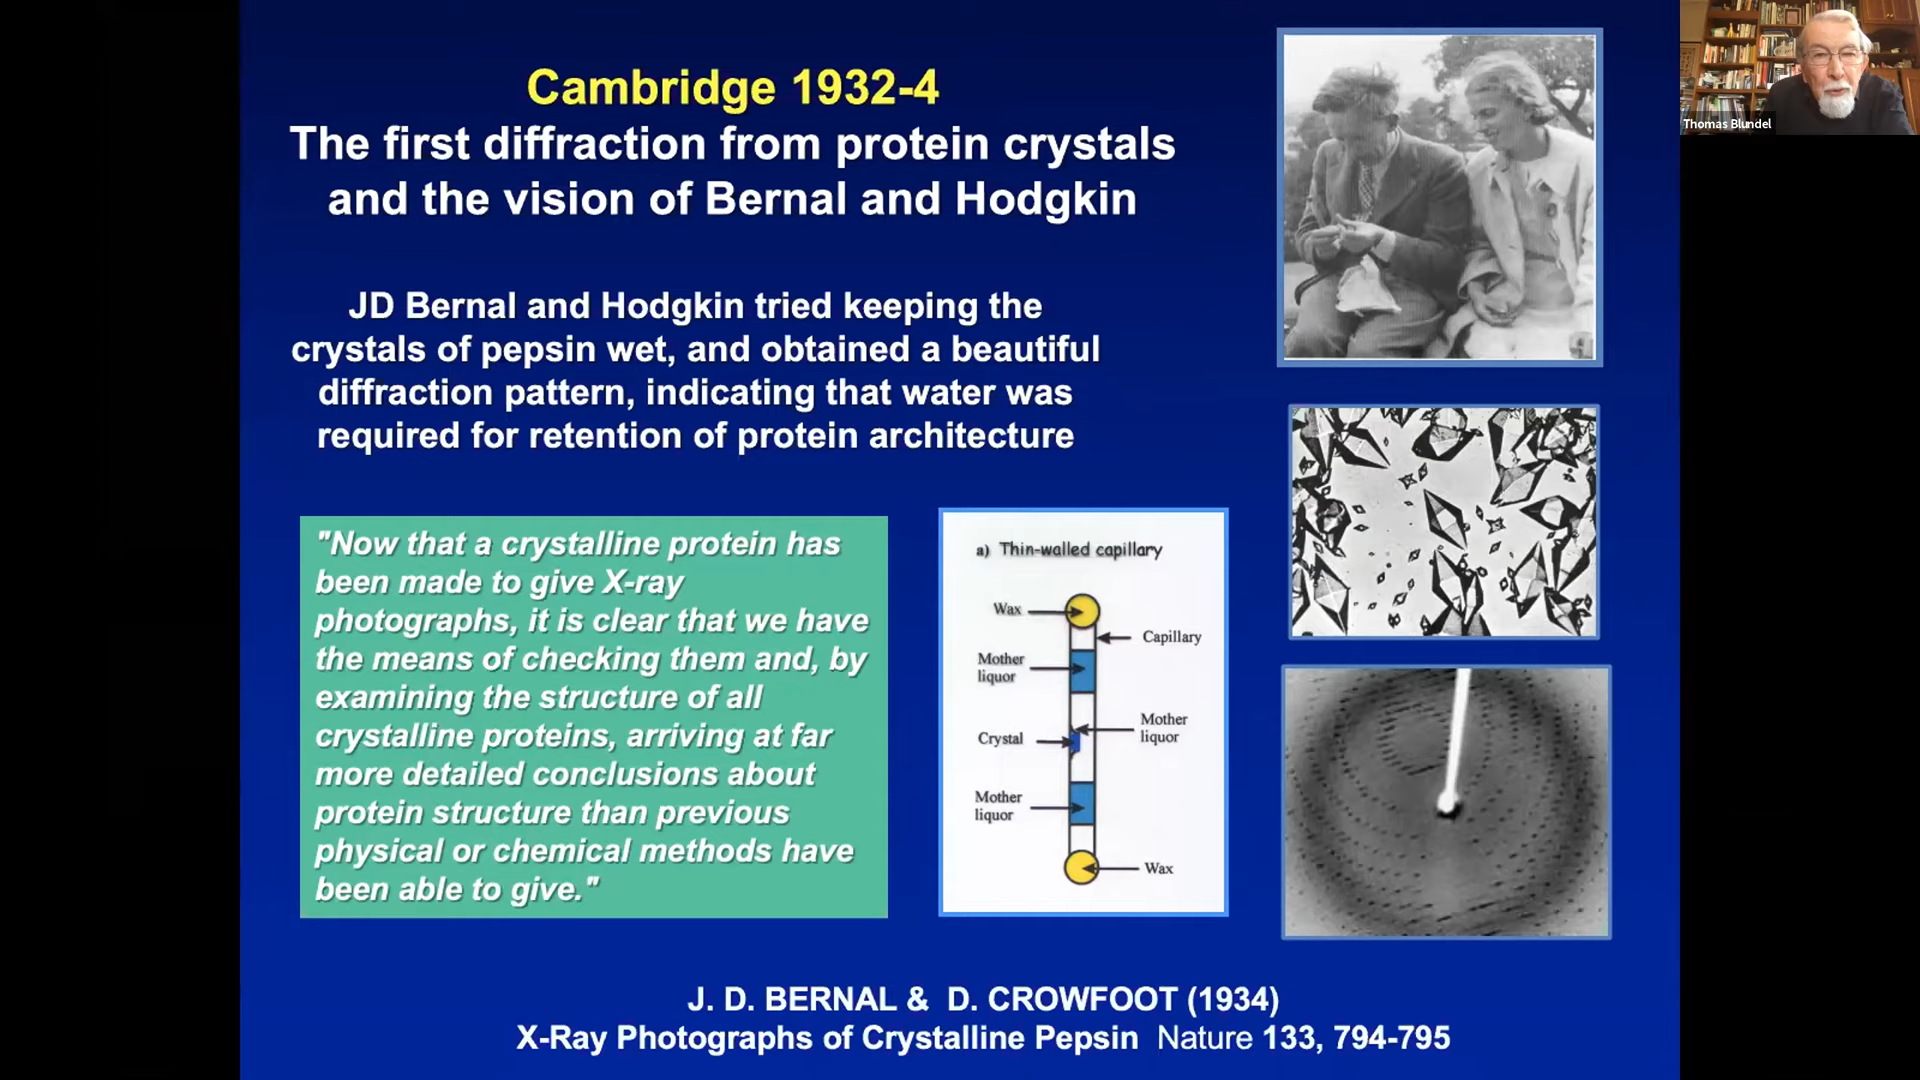 Cambridge 1932-4
The first diffraction from protein crystals
and the vision of Bernal and Hodgkin
JD Bernal and Hodgkin tried keeping the
crystals of pepsin wet, and obtained a beautiful
diffraction pattern, indicating that water was
required for retention of protein architecture
"Now that a crystalline protein has
been made to give X-ray
photographs, it is clear that we have
the means of checking them and, by
examining the structure of all
crystalline proteins, arriving at far
more detailed conclusions about
protein structure than previous
physical or chemical methods have
been able to give."
a) Thin-walled capillary
Wax
Capillary
Mother
liquor
Mother
liquor
Crystal
Mother
liquor
Wax
J. D. BERNAL & D. CROWFOOT (1934)
X-Ray Photographs of Crystalline Pepsin Nature 133, 794-795
Thomas Blundel